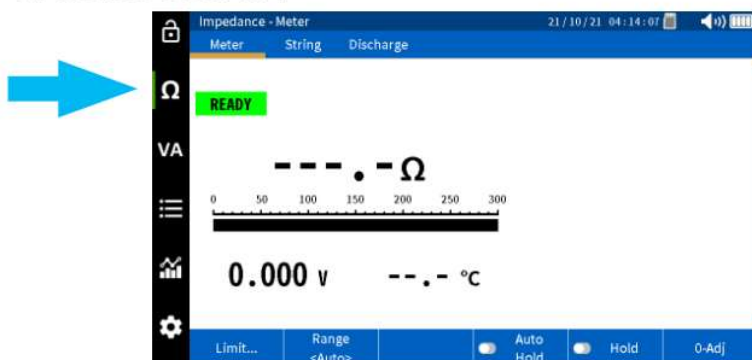 Impedance - Meter 21/10/21 04:14:07
Meter String Discharge
Ω
READY
VA
---.-Ω
0 50 100 150 200 250 300
0.000 V --.- °C
Limit... Range <Auto> Auto Hold Hold 0-Adj